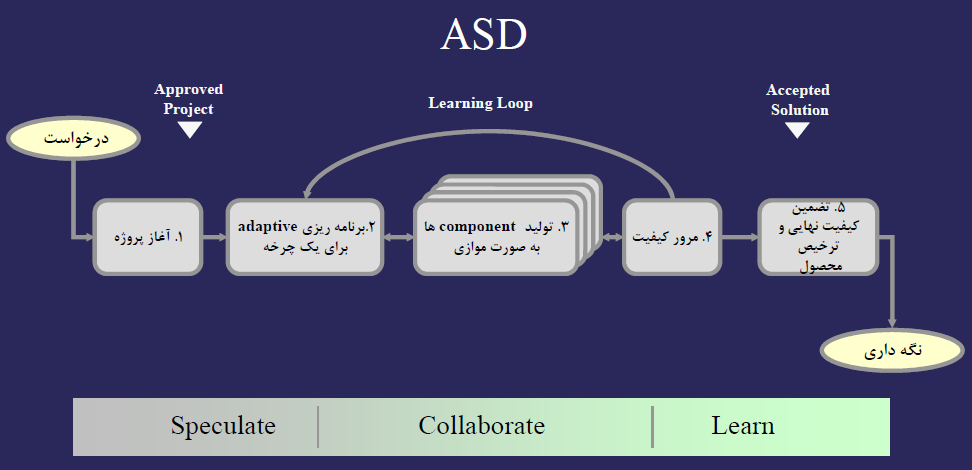 ASD
Approved
Project
Learning Loop
Accepted
Solution
درخواست
۱. آغاز پروژه
۲.برنامه ریزی adaptive
برای یک چرخه
۳. تولید component ها
به صورت موازی
۴. مرور کیفیت
۵. تضمین
کیفیت نهایی و
ترخیص
محصول
نگه داری
Speculate
Collaborate
Learn